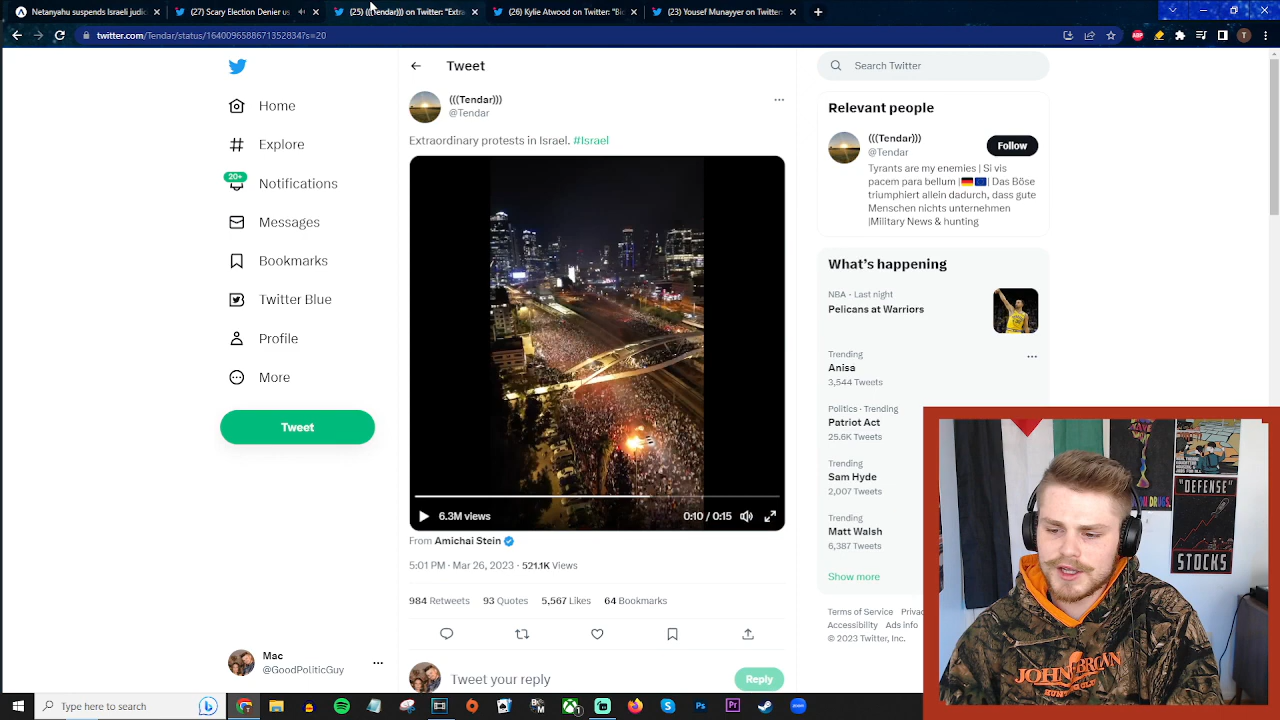 Netanyahu suspends Israeli judic
(27) Scary Election Denier us
(25) (((Tendar))) on Twitter: "Extra
(26) Kylie Atwood on Twitter: "Bi
(23) Yousef Munayyer on Twitter
twitter.com/Tendar/status/1640096588671352834?s=20
ABP
T
Tweet
Search Twitter
Home
Explore
20+
Notifications
Messages
Bookmarks
Twitter Blue
Profile
More
Tweet
Mac
@GoodPoliticGuy
(((Tendar)))
@Tendar
Extraordinary protests in Israel. #Israel
6.3M views
0:10 / 0:15
From Amichai Stein
5:01 PM · Mar 26, 2023 · 521.1K Views
984 Retweets 93 Quotes 5,567 Likes 64 Bookmarks
Tweet your reply
Reply
Relevant people
(((Tendar)))
@Tendar
Follow
Tyrants are my enemies | Si vis
pacem para bellum |🇩🇪🇪🇺| Das Böse
triumphiert allein dadurch, dass gute
Menschen nichts unternehmen
|Military News & hunting
What's happening
NBA · Last night
Pelicans at Warriors
Trending
Anisa
3,544 Tweets
Politics · Trending
Patriot Act
25.6K Tweets
Trending
Sam Hyde
2,007 Tweets
Trending
Matt Walsh
6,387 Tweets
Show more
Terms of Service Privac
Accessibility Ads info
© 2023 Twitter, Inc.
"DEFENSE"
STOCKS
JOHN BROWN
Type here to search
zoom